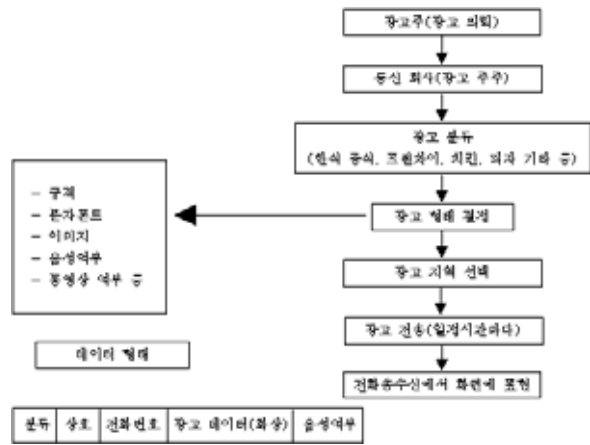 광고주(광고 의뢰)
통신 회사(광고 주주)
광고 분류
(한식 중식, 프랜차이, 치킨, 피자 기타 등)
광고 형태 결정
– 규격
– 문자폰트
– 이미지
– 음성여부
– 동영상 여부 등
광고 지역 선택
광고 전송(일정시간마다)
전화송수신에서 화면에 표현
데이터 형태
분류 상호 전화번호 광고 데이터(화상) 음성여부